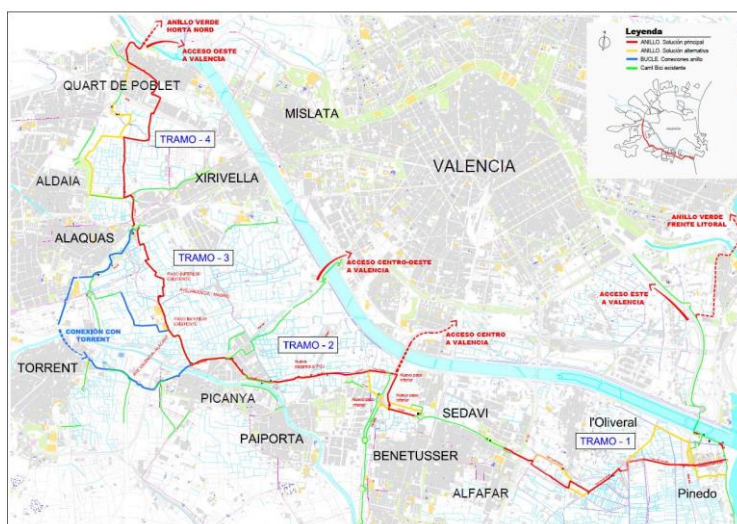 ANILLO VERDE
HORTA NORD
ACCESO OESTE
A VALENCIA
Leyenda
ANILLO. Solución principal
ANILLO. Solución alternativa
BUCLE. Conexiones anillo
Carril Bici existente
QUART DE POBLET
MISLATA
TRAMO - 4
VALENCIA
ALDAIA
XIRIVELLA
ANILLO VERDE
FRENTE LITORAL
ALAQUAS
TRAMO - 3
ACCESO CENTRO-OESTE
A VALENCIA
ACCESO ESTE
A VALENCIA
CONEXIÓN CON
TORRENT
ACCESO CENTRO
A VALENCIA
TRAMO - 2
TORRENT
PICANYA
SEDAVI
l'Oliveral
PAIPORTA
TRAMO - 1
BENETUSSER
ALFAFAR
Pinedo